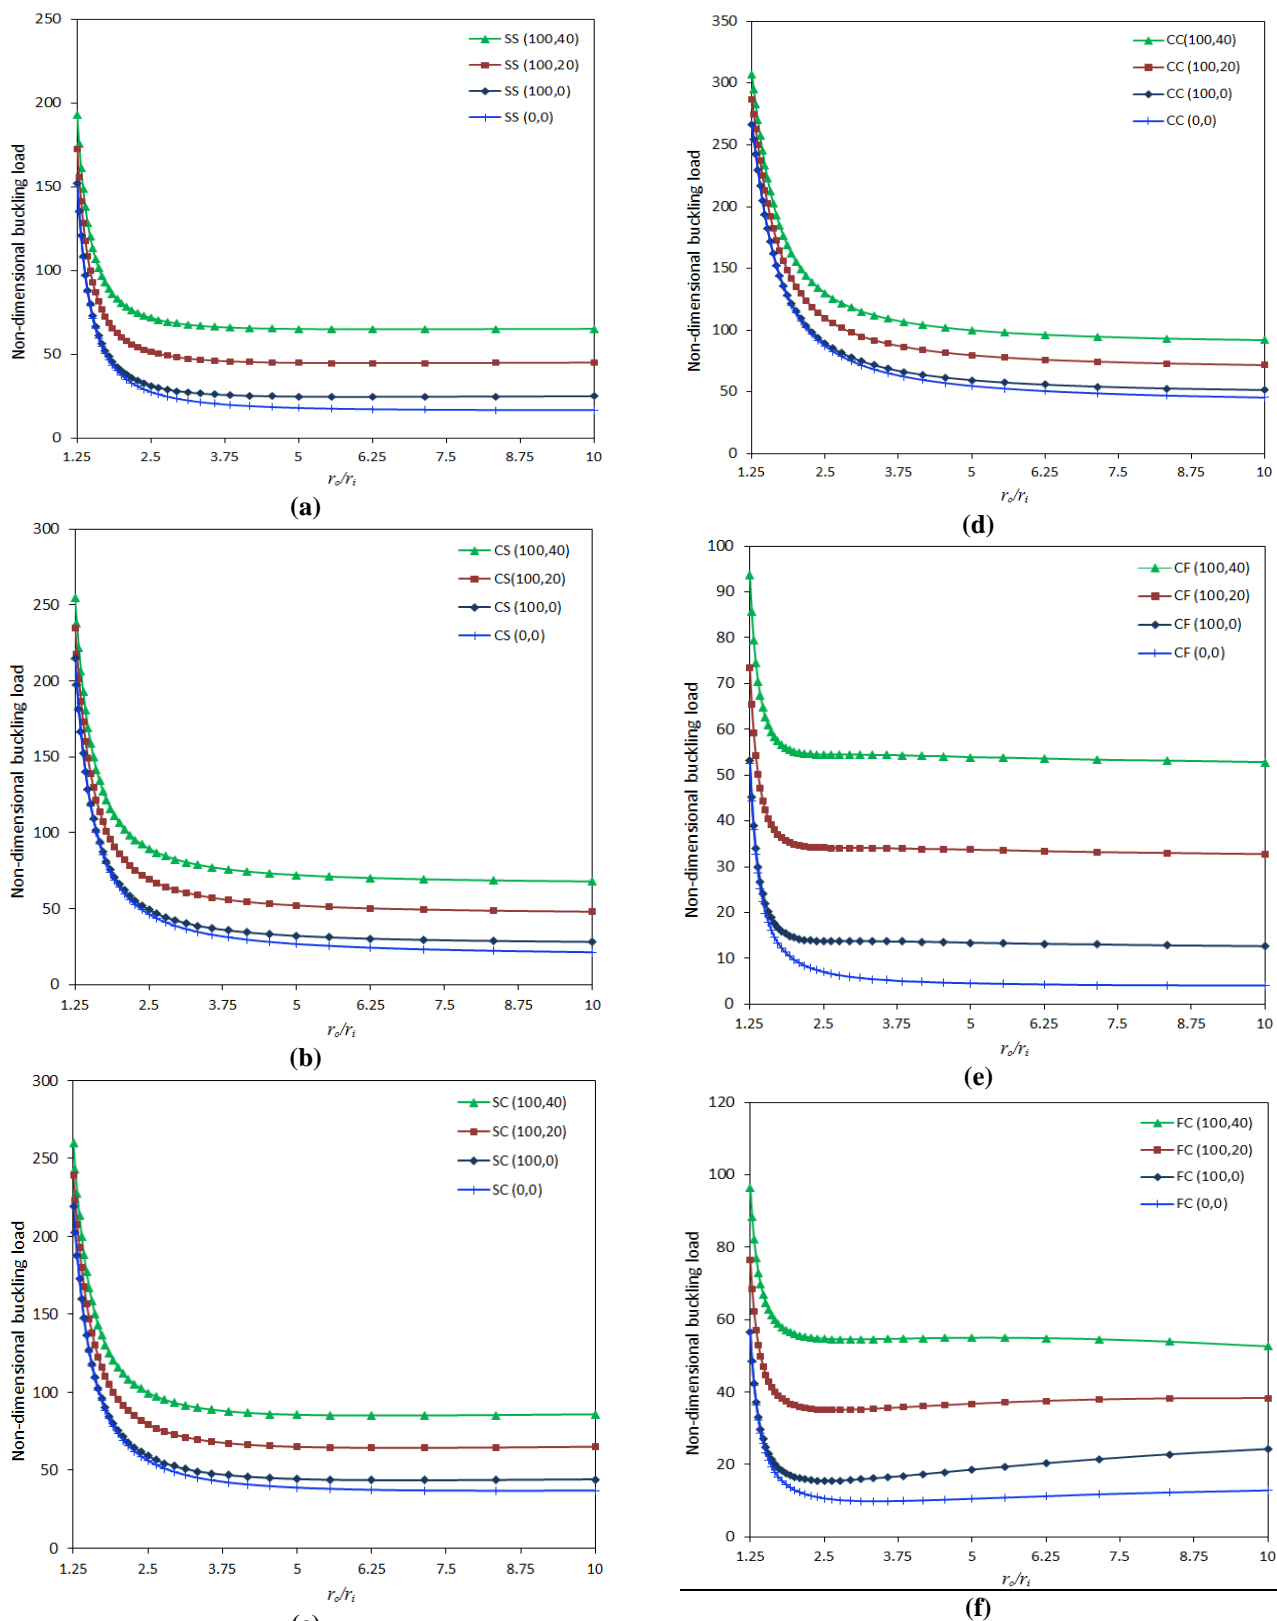 250
200
150
100
50
0
Non-dimensional buckling load
SS (100,40)
SS (100,20)
SS (100,0)
SS (0,0)
1.25 2.5 3.75 5 6.25 7.5 8.75 10
ro/ri
(a)
350
300
250
200
150
100
50
0
Non-dimensional buckling load
CC(100,40)
CC (100,20)
CC (100,0)
CC (0,0)
1.25 2.5 3.75 5 6.25 7.5 8.75 10
ro/ri
(d)
300
250
200
150
100
50
0
Non-dimensional buckling load
CS (100,40)
CS(100,20)
CS (100,0)
CS (0,0)
1.25 2.5 3.75 5 6.25 7.5 8.75 10
ro/ri
(b)
100
90
80
70
60
50
40
30
20
10
0
Non-dimensional buckling load
CF (100,40)
CF (100,20)
CF (100,0)
CF (0,0)
1.25 2.5 3.75 5 6.25 7.5 8.75 10
ro/ri
(e)
300
250
200
150
100
50
0
Non-dimensional buckling load
SC (100,40)
SC (100,20)
SC (100,0)
SC (0,0)
1.25 2.5 3.75 5 6.25 7.5 8.75 10
ro/ri
120
100
80
60
40
20
0
Non-dimensional buckling load
FC (100,40)
FC (100,20)
FC (100,0)
FC (0,0)
1.25 2.5 3.75 5 6.25 7.5 8.75 10
ro/ri
(f)